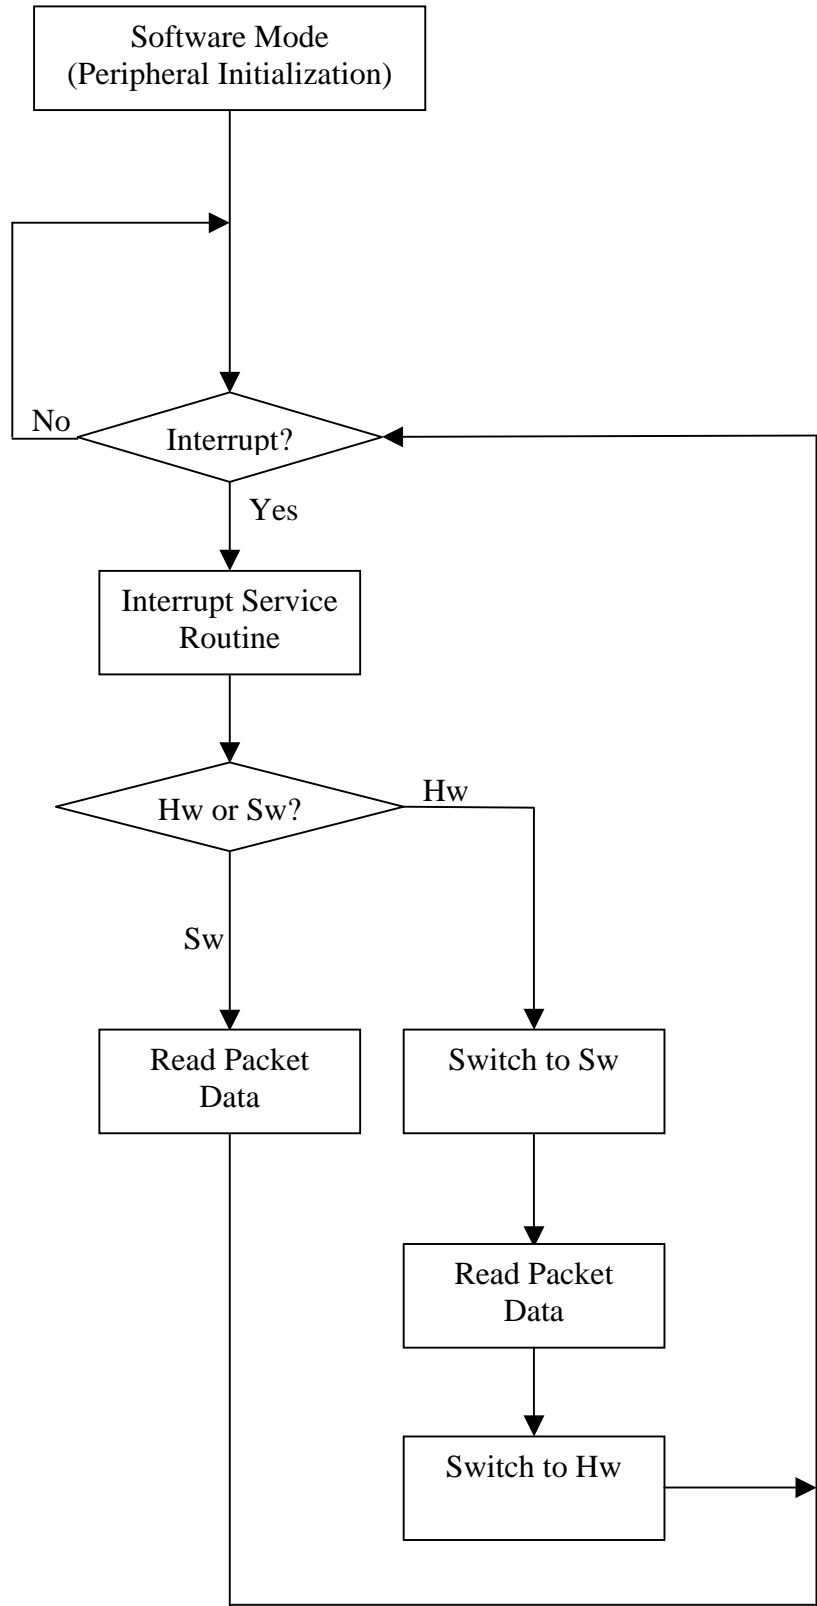 Software Mode
(Peripheral Initialization)
No
Interrupt?
Yes
Interrupt Service
Routine
Hw
Hw or Sw?
Sw
Read Packet
Data
Switch to Sw
Read Packet
Data
Switch to Hw